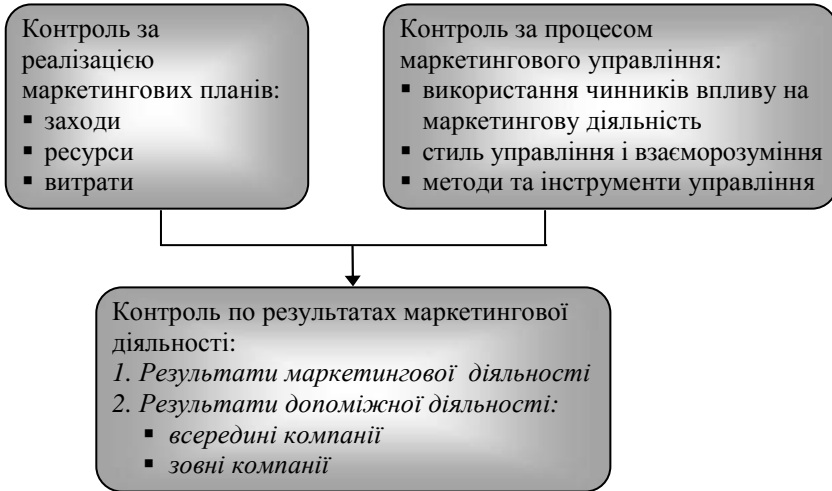 Контроль за
реалізацією
маркетингових планів:
▪ заходи
▪ ресурси
▪ витрати
Контроль за процесом
маркетингового управління:
▪ використання чинників впливу на
маркетингову діяльність
▪ стиль управління і взаєморозуміння
▪ методи та інструменти управління
Контроль по результатах маркетингової
діяльності:
1. Результати маркетингової діяльності
2. Результати допоміжної діяльності:
▪ всередині компанії
▪ зовні компанії